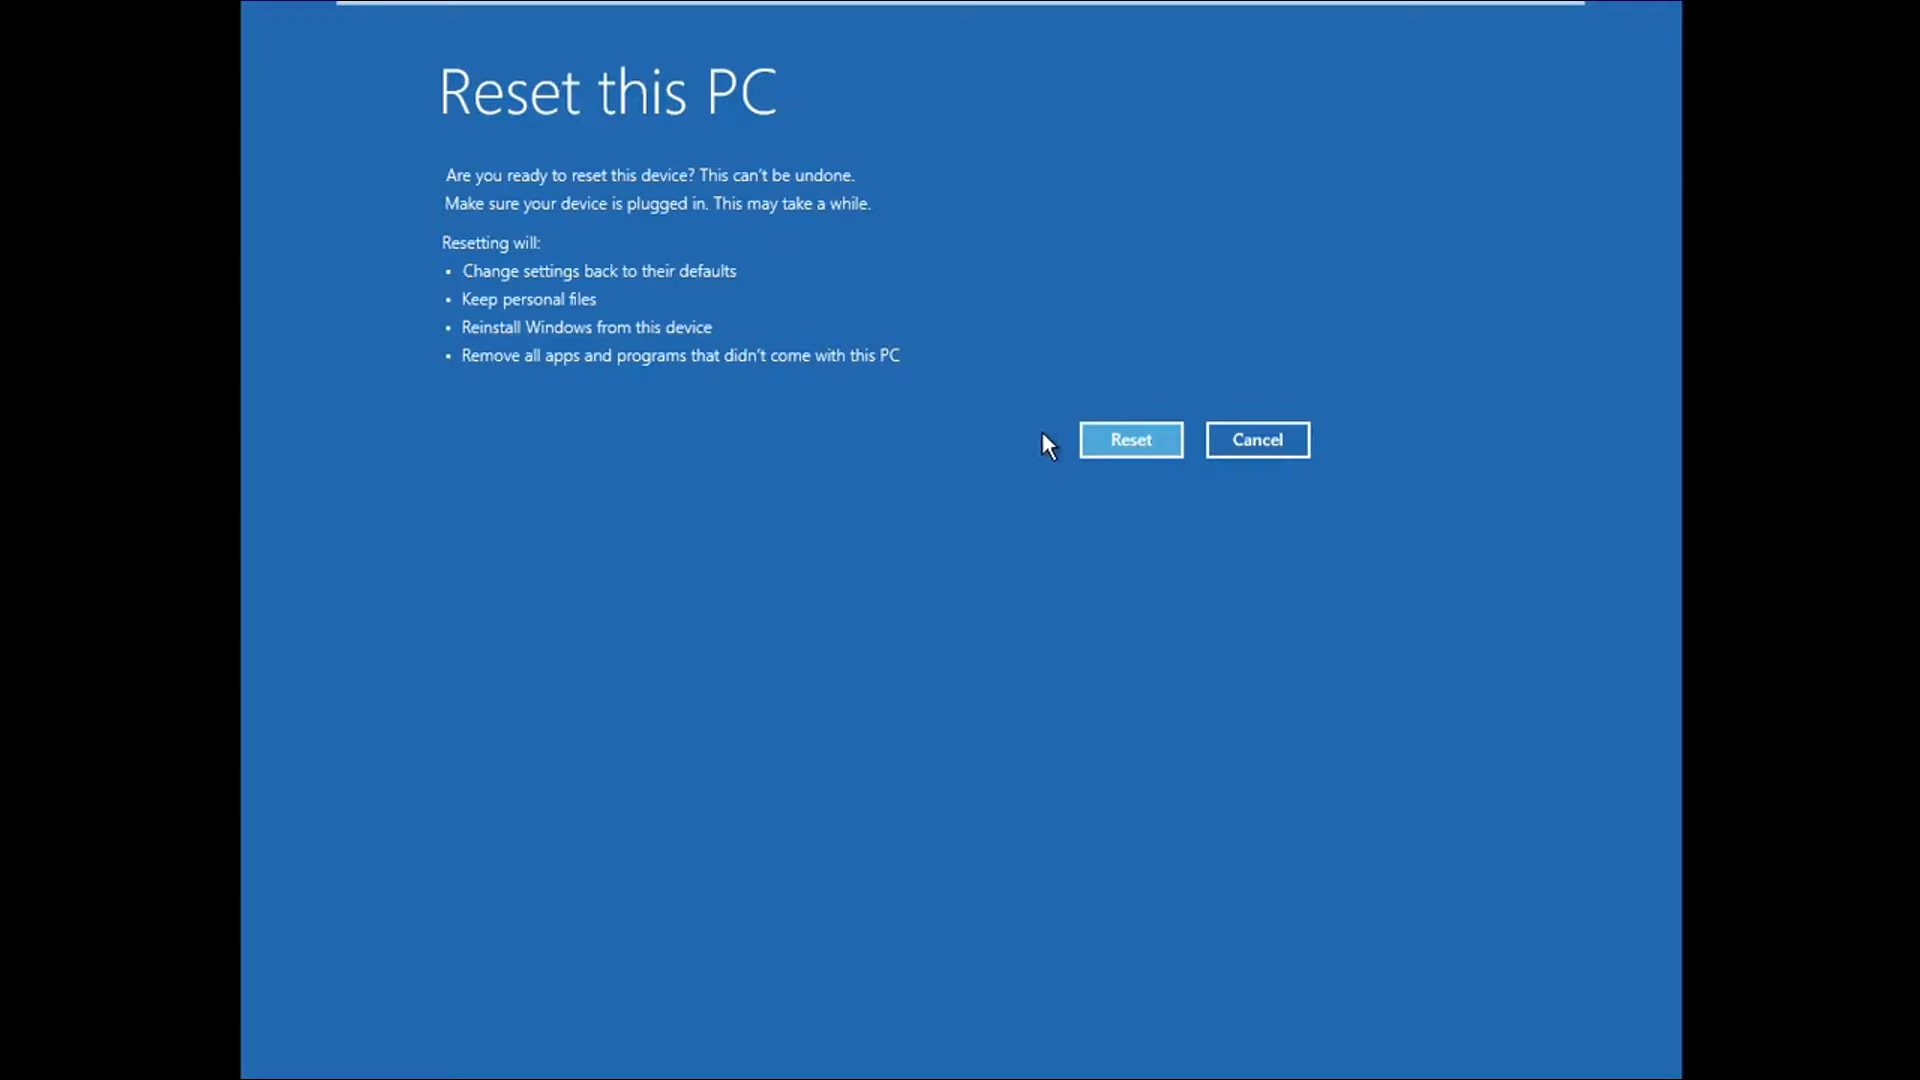 Reset this PC
Are you ready to reset this device? This can't be undone.
Make sure your device is plugged in. This may take a while.
Resetting will:
• Change settings back to their defaults
• Keep personal files
• Reinstall Windows from this device
• Remove all apps and programs that didn't come with this PC
Reset Cancel